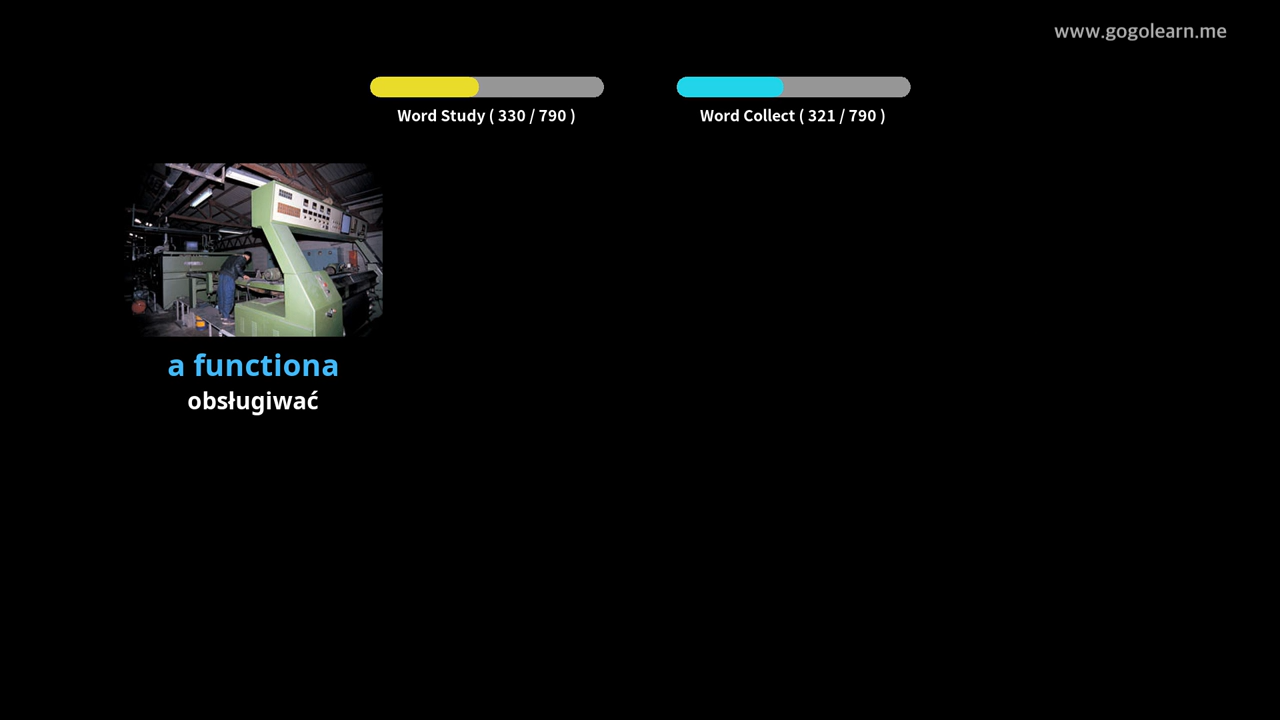 www.gogolearn.me
Word Study ( 330 / 790 )
Word Collect ( 321 / 790 )
a functiona
obsługiwać